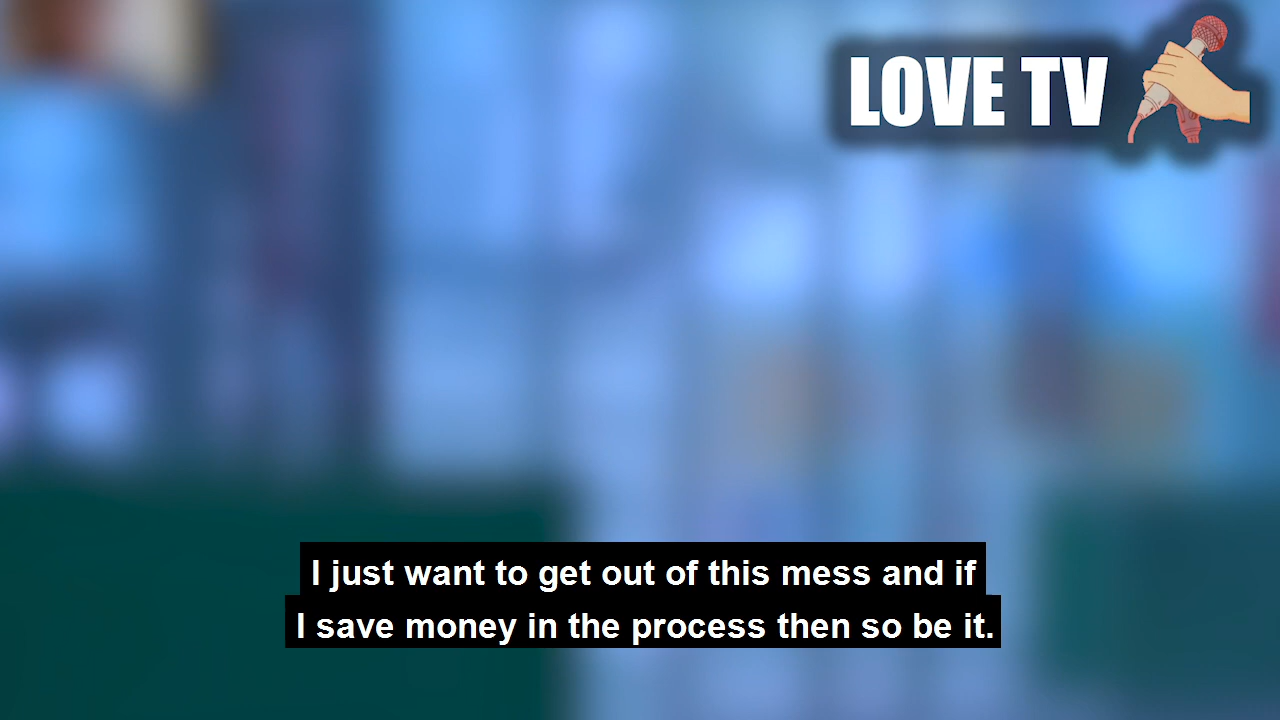 LOVE TV
I just want to get out of this mess and if
I save money in the process then so be it.